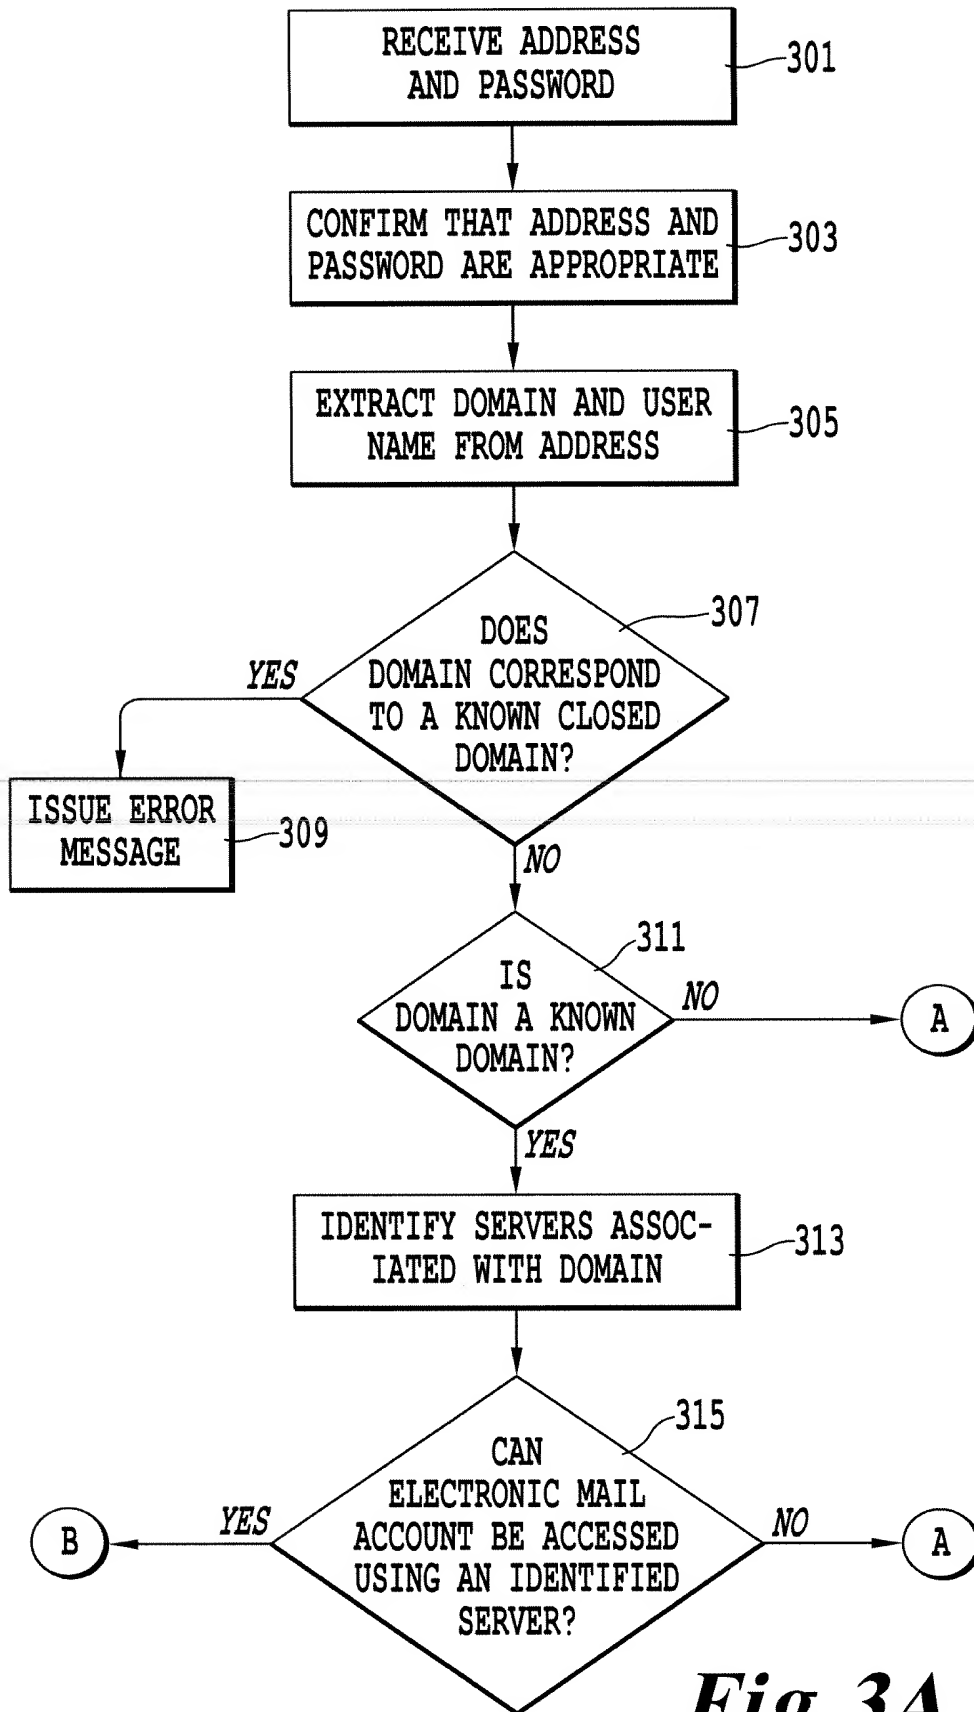 RECEIVE ADDRESS
AND PASSWORD
301
CONFIRM THAT ADDRESS AND
PASSWORD ARE APPROPRIATE
303
EXTRACT DOMAIN AND USER
NAME FROM ADDRESS
305
307
DOES
DOMAIN CORRESPOND
TO A KNOWN CLOSED
DOMAIN?
YES
ISSUE ERROR
MESSAGE
309
NO
311
IS
DOMAIN A KNOWN
DOMAIN?
NO
A
YES
IDENTIFY SERVERS ASSOC-
IATED WITH DOMAIN
313
315
CAN
ELECTRONIC MAIL
ACCOUNT BE ACCESSED
USING AN IDENTIFIED
SERVER?
YES
B
NO
A
Fig. 3A